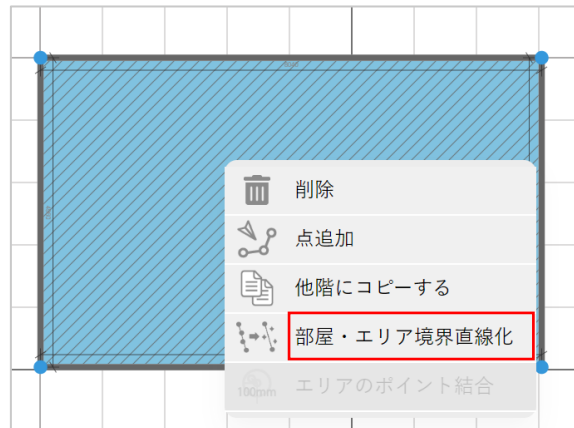 削除
点追加
他階にコピーする
部屋・エリア境界直線化
100mm エリアのポイント結合